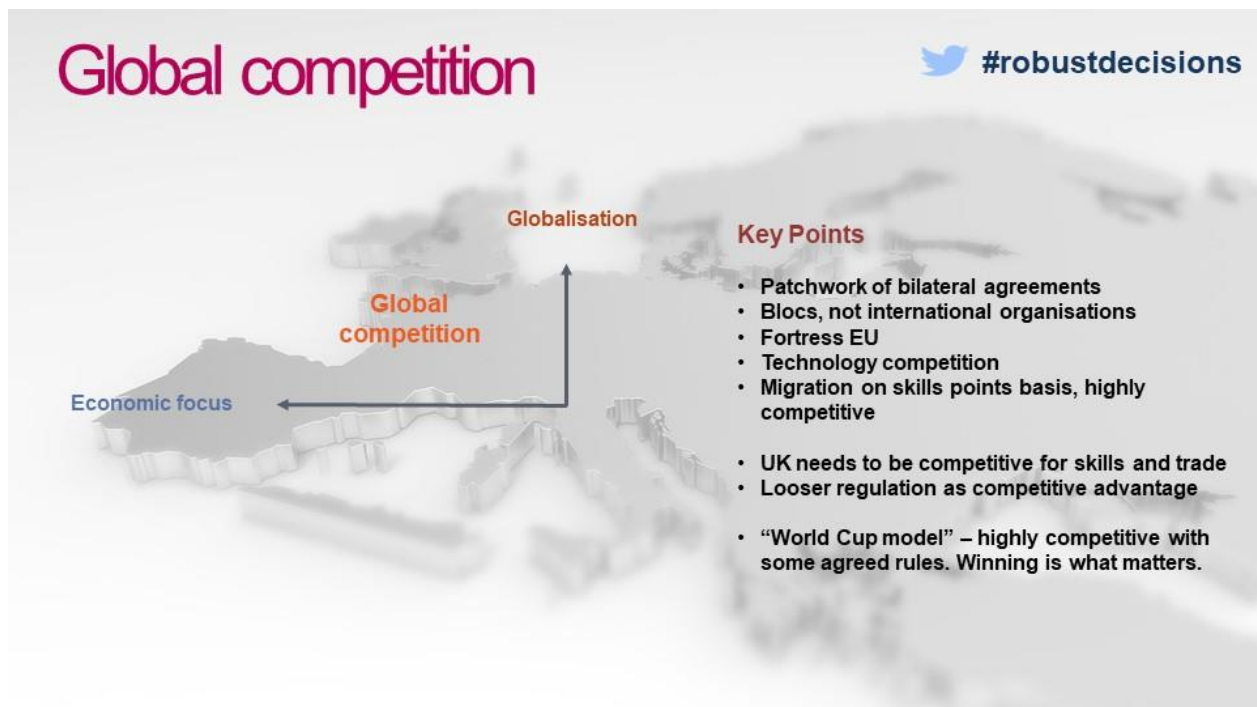 Global competition
#robustdecisions
Globalisation
Global
competition
Economic focus
Key Points
• Patchwork of bilateral agreements
• Blocs, not international organisations
• Fortress EU
• Technology competition
• Migration on skills points basis, highly
competitive
• UK needs to be competitive for skills and trade
• Looser regulation as competitive advantage
• “World Cup model” – highly competitive with
some agreed rules. Winning is what matters.